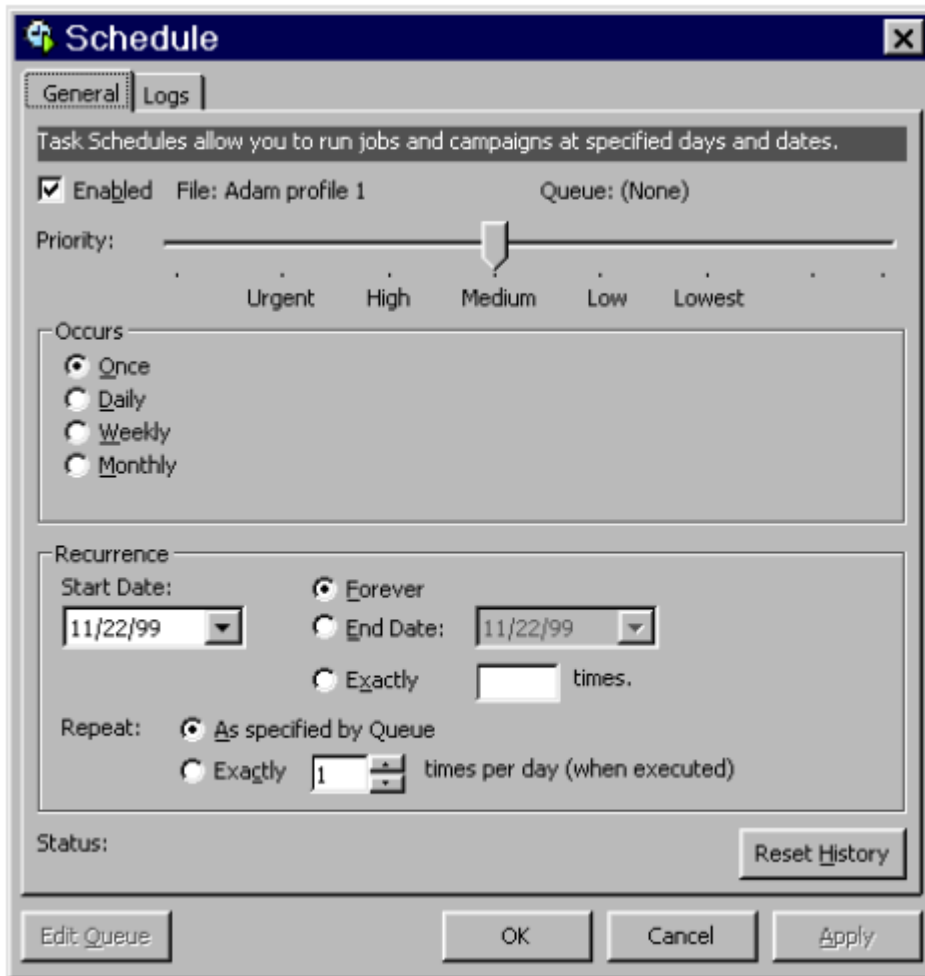 Schedule
General Logs
Task Schedules allow you to run jobs and campaigns at specified days and dates.
Enabled File: Adam profile 1 Queue: (None)
Priority:
Urgent High Medium Low Lowest
Occurs
Once
Daily
Weekly
Monthly
Recurrence
Start Date: Forever
11/22/99 End Date: 11/22/99
Exactly times.
Repeat: As specified by Queue
Exactly 1 times per day (when executed)
Status:
Reset History
Edit Queue OK Cancel Apply